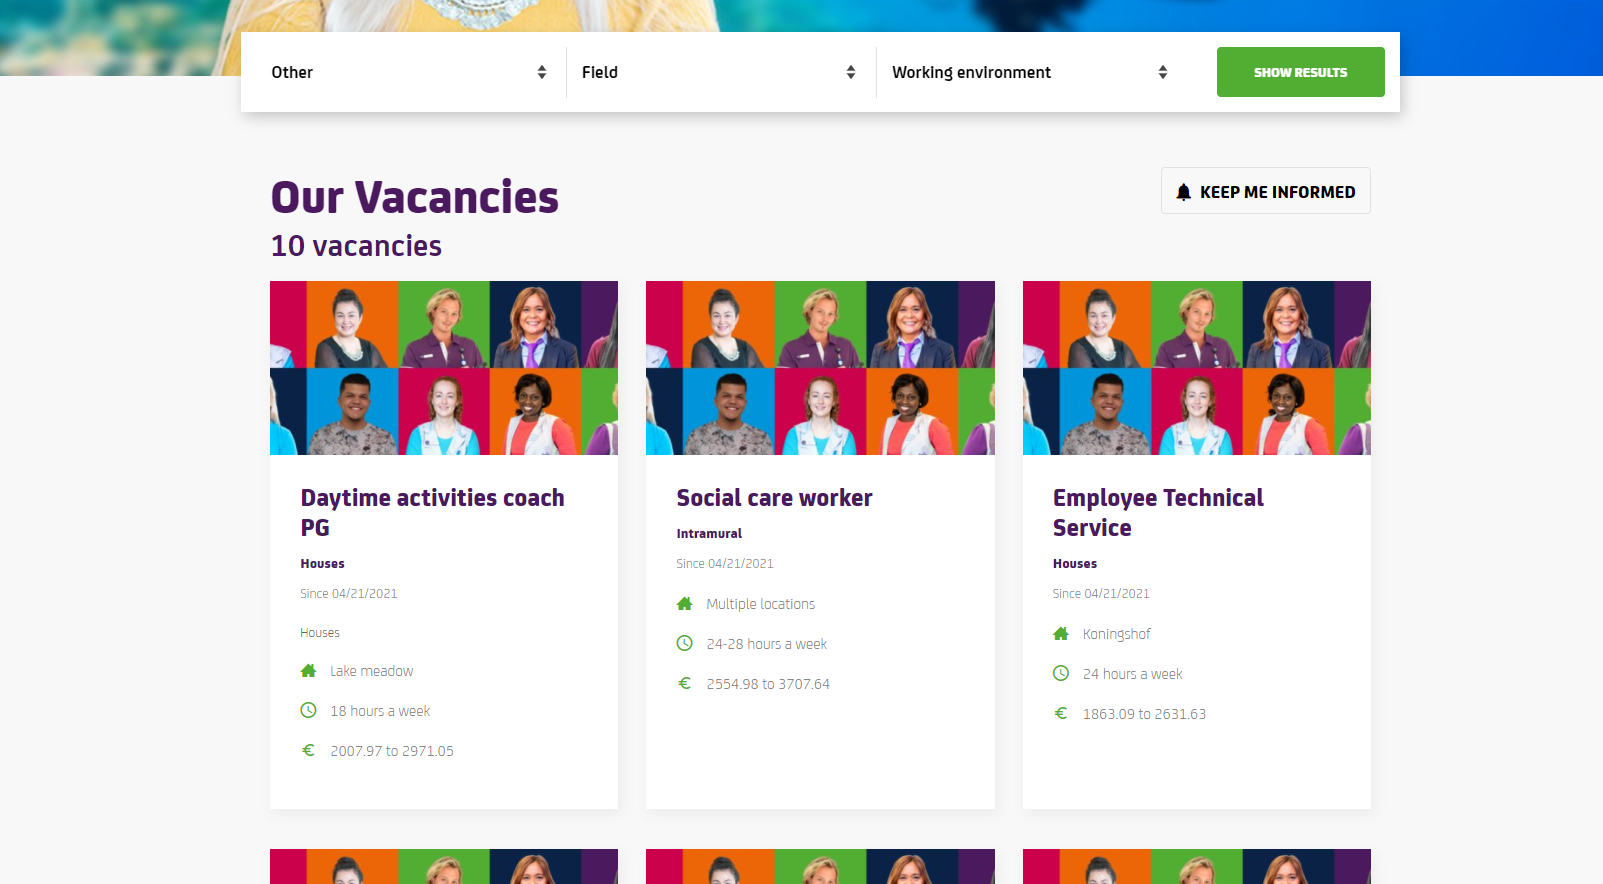 Other
Field
Working environment
SHOW RESULTS
Our Vacancies
KEEP ME INFORMED
10 vacancies
Daytime activities coach
PG
Houses
Since 04/21/2021
Houses
Lake meadow
18 hours a week
€ 2007.97 to 2971.05
Social care worker
Intramural
Since 04/21/2021
Multiple locations
24-28 hours a week
€ 2554.98 to 3707.64
Employee Technical
Service
Houses
Since 04/21/2021
Koningshof
24 hours a week
€ 1863.09 to 2631.63